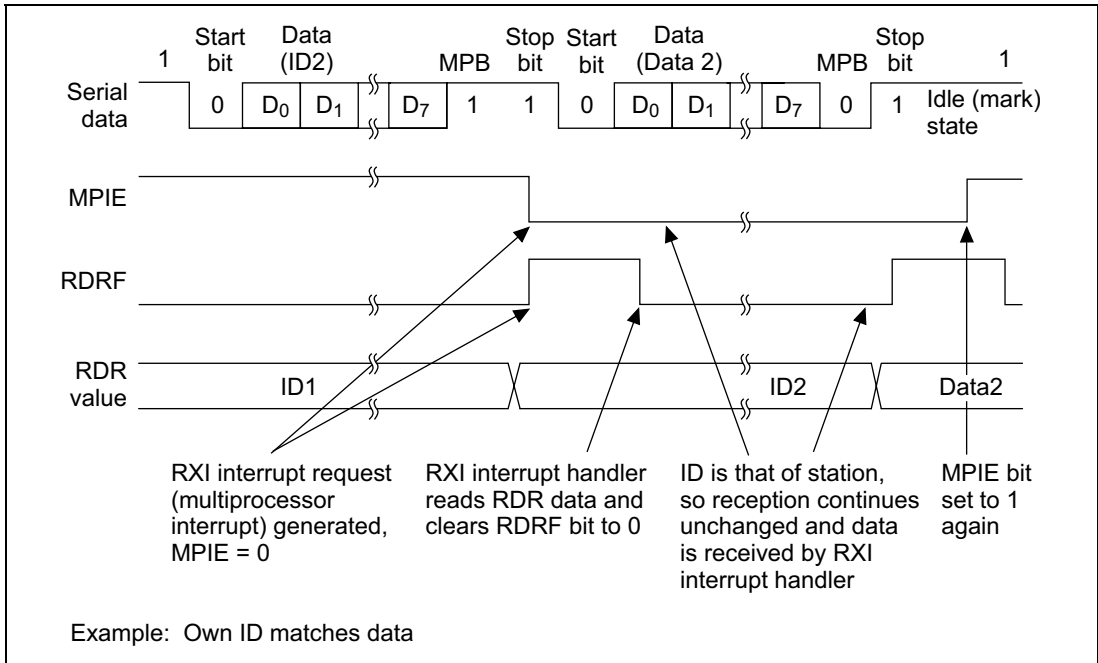 1 Start bit Data (ID2) MPB Stop bit Start bit Data (Data 2) MPB Stop bit 1
Serial data 0 D0 D1 D7 1 1 0 D0 D1 D7 0 1 Idle (mark) state
MPIE
RDRF
RDR value ID1 ID2 Data2
RXI interrupt request
(multiprocessor
interrupt) generated,
MPIE = 0
RXI interrupt handler
reads RDR data and
clears RDRF bit to 0
ID is that of station,
so reception continues
unchanged and data
is received by RXI
interrupt handler
MPIE bit
set to 1
again
Example: Own ID matches data